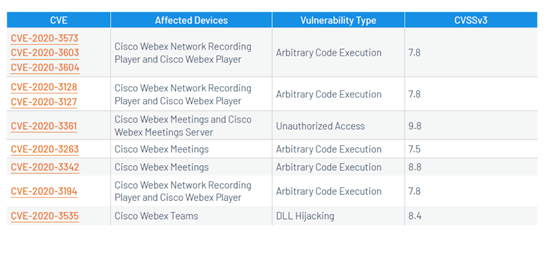 CVE Affected Devices Vulnerability Type CVSSv3
CVE-2020-3573
CVE-2020-3603
CVE-2020-3604
Cisco Webex Network Recording
Player and Cisco Webex Player
Arbitrary Code Execution
7.8
CVE-2020-3128
CVE-2020-3127
Cisco Webex Network Recording
Player and Cisco Webex Player
Arbitrary Code Execution
7.8
CVE-2020-3361
Cisco Webex Meetings and Cisco
Webex Meetings Server
Unauthorized Access
9.8
CVE-2020-3263 Cisco Webex Meetings Arbitrary Code Execution 7.5
CVE-2020-3342 Cisco Webex Meetings Arbitrary Code Execution 8.8
CVE-2020-3194
Cisco Webex Network Recording
Player and Cisco Webex Player
Arbitrary Code Execution
7.8
CVE-2020-3535 Cisco Webex Teams DLL Hijacking 8.4